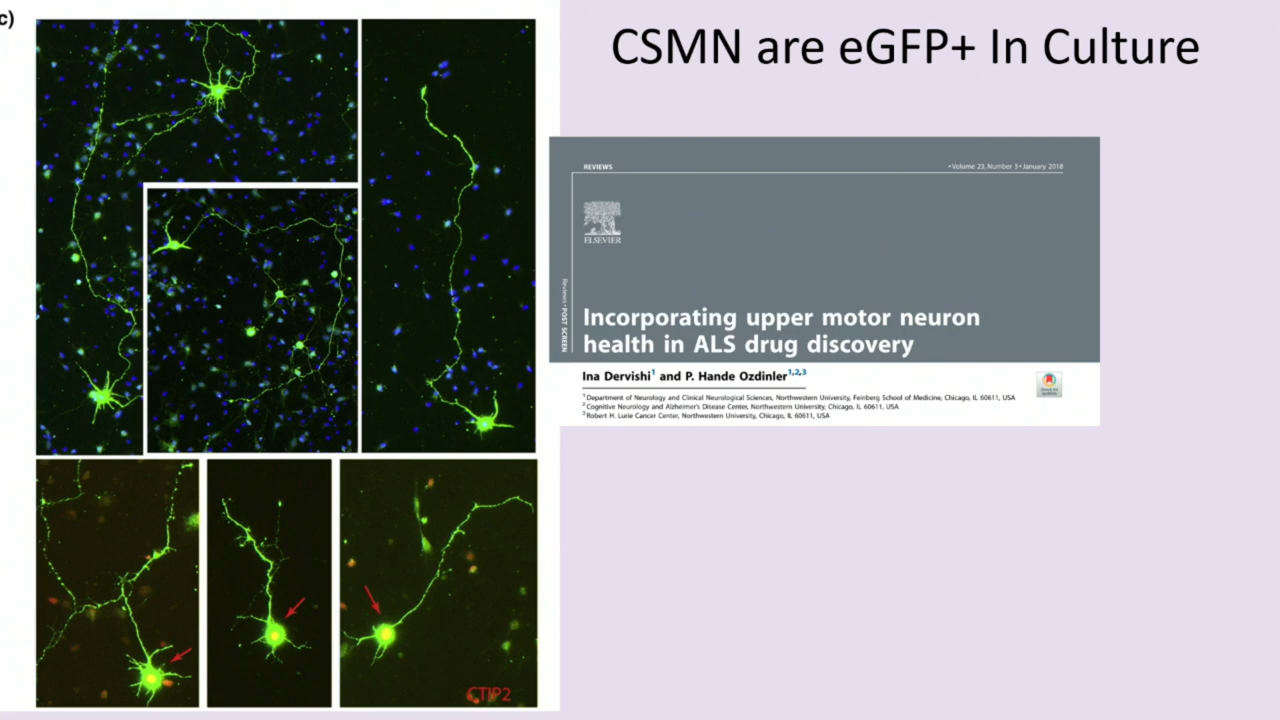 c)
CSMN are eGFP+ In Culture
REVIEWS
• Volume 23, Number 3 • January 2018
ELSEVIER
Reviews • POST SCREEN
Incorporating upper motor neuron
health in ALS drug discovery
Ina Dervishi1 and P. Hande Ozdinler1,2,3
1 Department of Neurology and Clinical Neurological Sciences, Northwestern University, Feinberg School of Medicine, Chicago, IL 60611, USA
2 Cognitive Neurology and Alzheimer's Disease Center, Northwestern University, Chicago, IL 60611, USA
3 Robert H. Lurie Cancer Center, Northwestern University, Chicago, IL 60611, USA
CTIP2